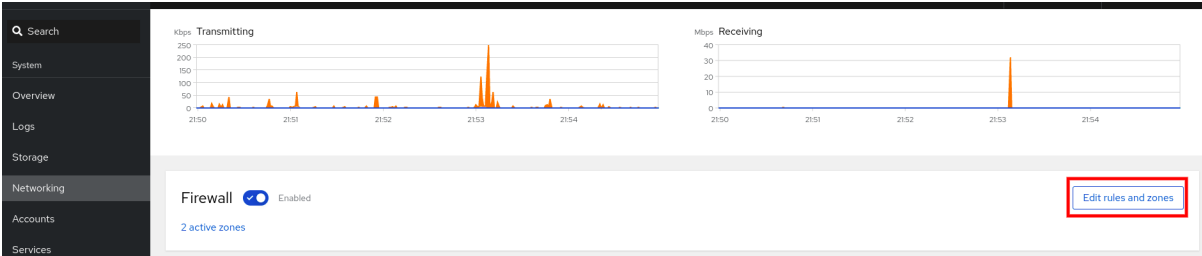 Search
System
Overview
Logs
Storage
Networking
Accounts
Services
Kbps Transmitting
250
200
150
100
50
0
21:50 21:51 21:52 21:53 21:54
Mbps Receiving
40
30
20
10
0
21:50 21:51 21:52 21:53 21:54
Firewall Enabled
Edit rules and zones
2 active zones